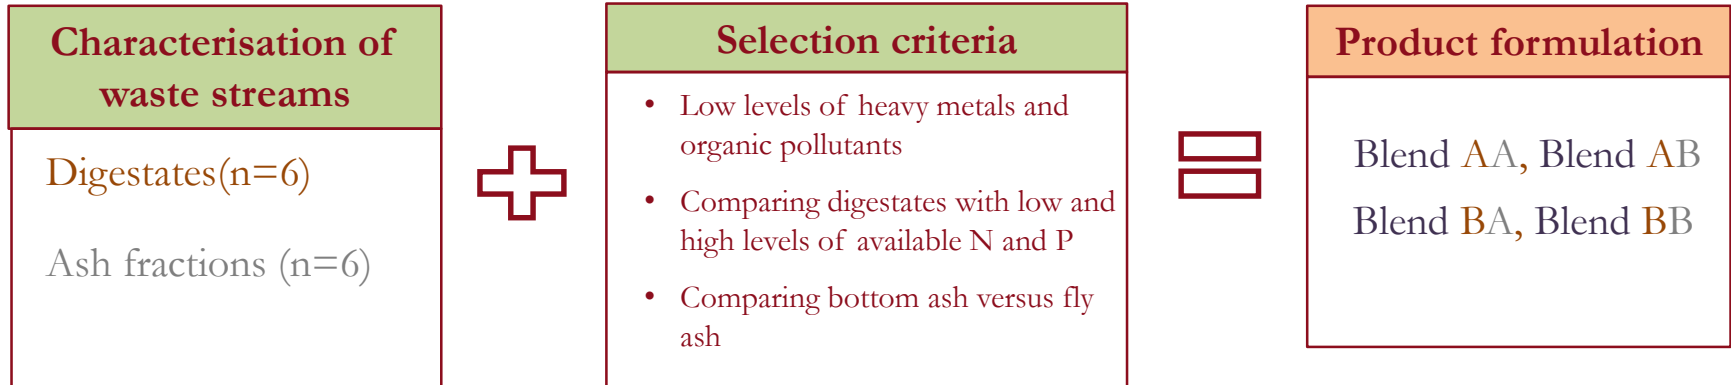 Characterisation of
waste streams
Digestates(n=6)
Ash fractions (n=6)
Selection criteria
• Low levels of heavy metals and
organic pollutants
• Comparing digestates with low and
high levels of available N and P
• Comparing bottom ash versus fly
ash
Product formulation
Blend AA, Blend AB
Blend BA, Blend BB